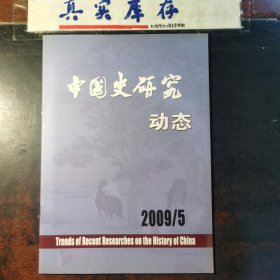 真实库存
中国史研究
动态
2009/5
Trends of Recent Researches on the History of China